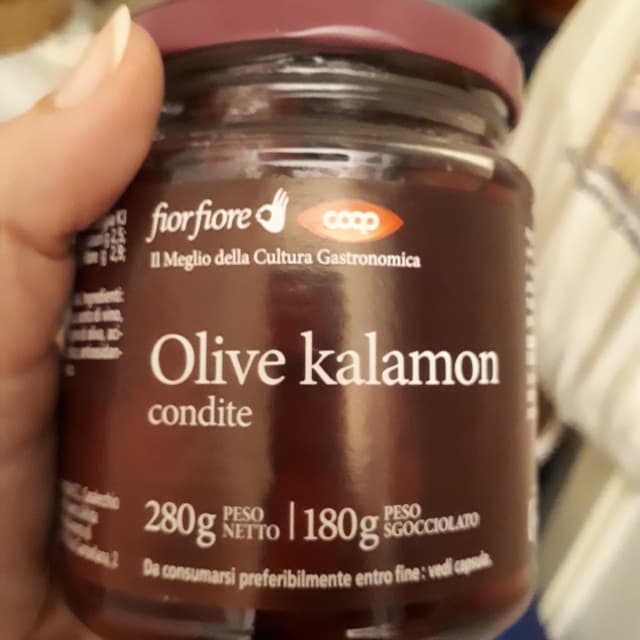 fiorfiore coop
Il Meglio della Cultura Gastronomica
Olive kalamon
condite
280g PESO NETTO | 180g PESO SGOCCIOLATO
Da consumarsi preferibilmente entro fine: vedi capsula.